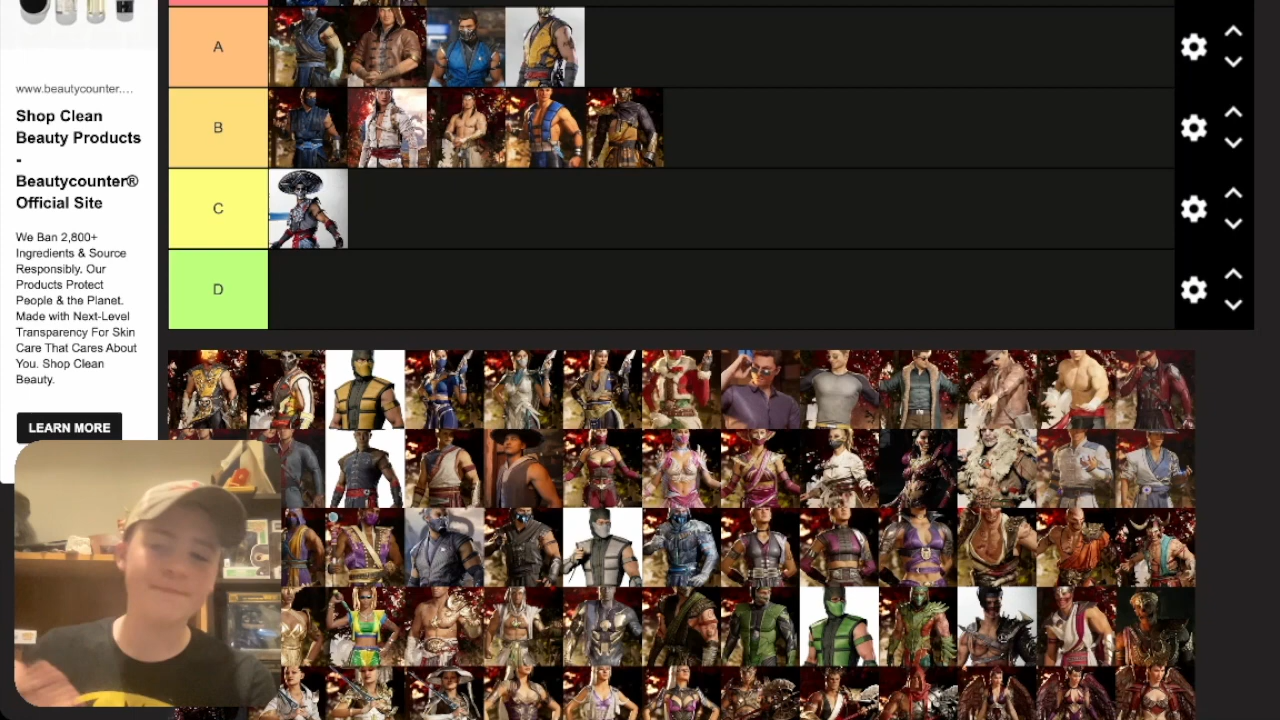 www.beautycounter....
Shop Clean
Beauty Products
-
Beautycounter®
Official Site
We Ban 2,800+
Ingredients & Source
Responsibly. Our
Products Protect
People & the Planet.
Made with Next-Level
Transparency For Skin
Care That Cares About
You. Shop Clean
Beauty.
LEARN MORE
A
B
C
D